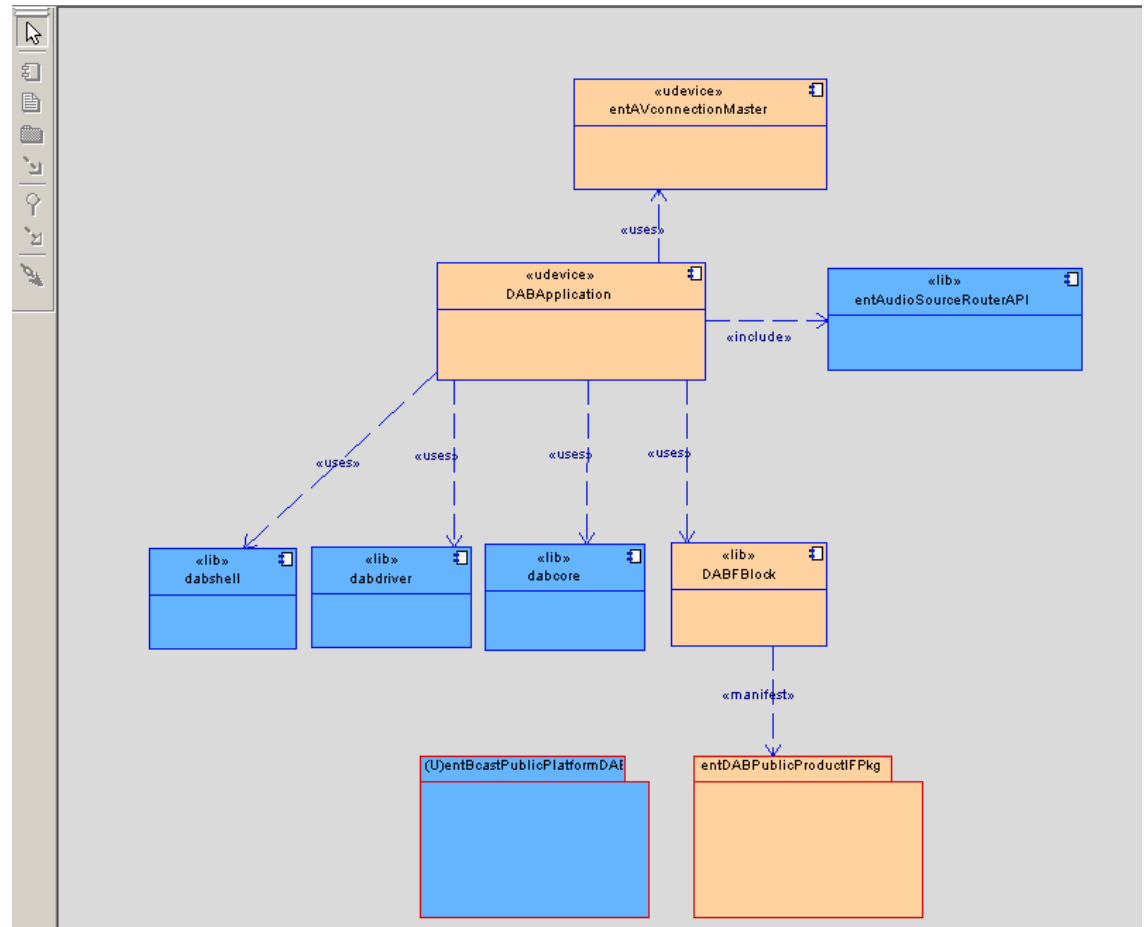 «udevice»
entAVconnectionMaster
«uses»
«udevice»
DABApplication
«lib»
entAudioSourceRouterAPI
«include»
«uses»
«uses»
«uses»
«uses»
«lib»
dabshell
«lib»
dabdriver
«lib»
dabcore
«lib»
DABFBlock
«manifest»
(U)entBcastPublicPlatformDAE
entDABPublicProductIFPkg